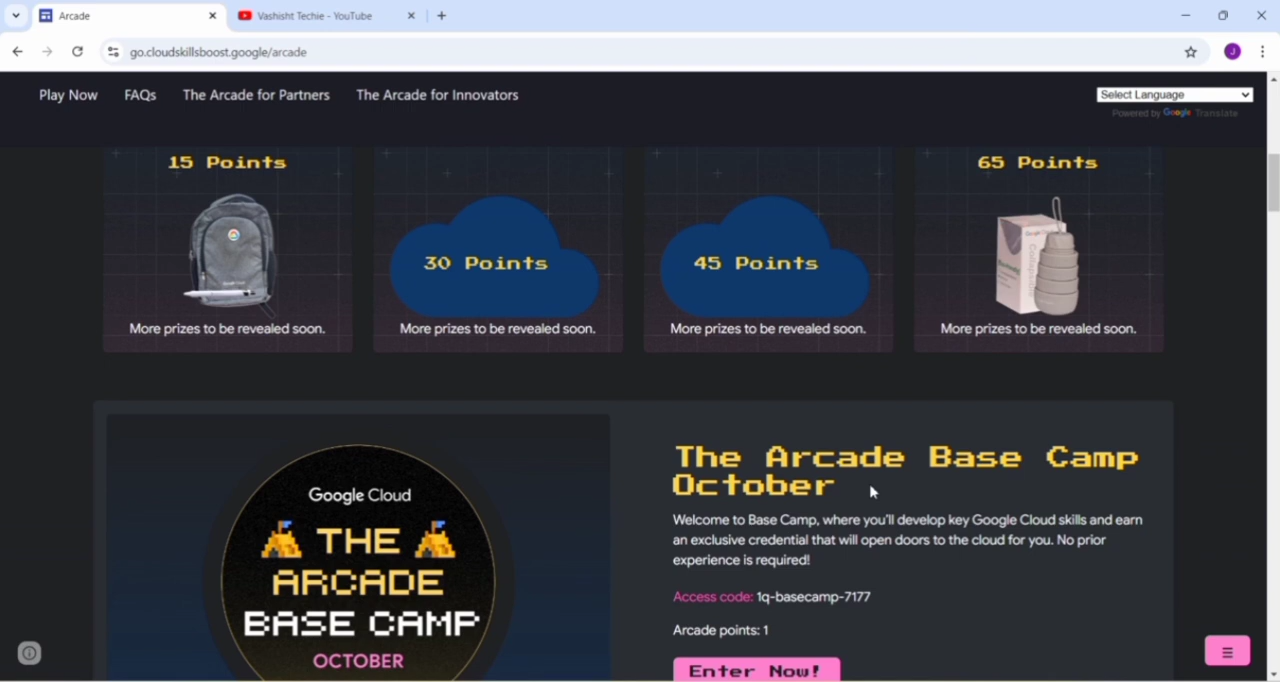 Arcade
Vashisht Techie - YouTube
go.cloudskillsboost.google/arcade
J
Play Now
FAQs
The Arcade for Partners
The Arcade for Innovators
Select Language
Powered by Google Translate
15 Points
65 Points
30 Points
45 Points
More prizes to be revealed soon.
More prizes to be revealed soon.
More prizes to be revealed soon.
More prizes to be revealed soon.
Google Cloud
THE
ARCADE
BASE CAMP
OCTOBER
The Arcade Base Camp
October
Welcome to Base Camp, where you'll develop key Google Cloud skills and earn
an exclusive credential that will open doors to the cloud for you. No prior
experience is required!
Access code: 1q-basecamp-7177
Arcade points: 1
Enter Now!